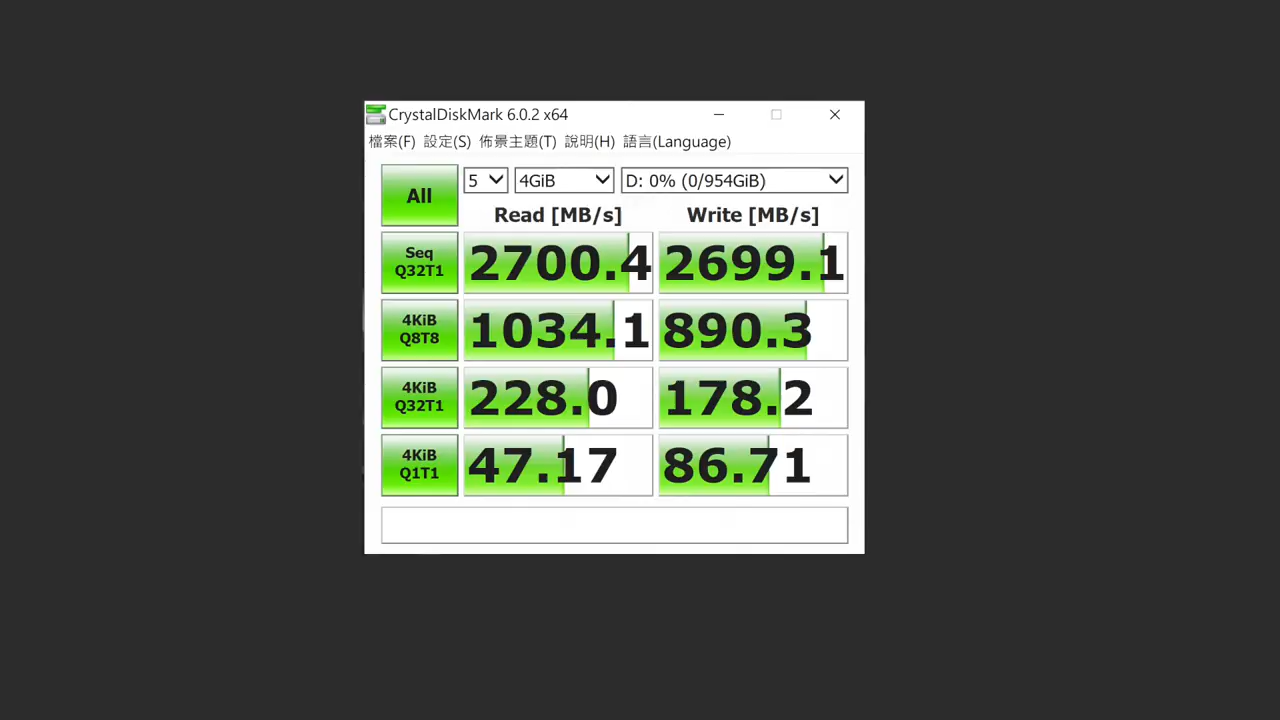 CrystalDiskMark 6.0.2 x64
檔案(F) 設定(S) 佈景主題(T) 說明(H) 語言(Language)
All 5 4GiB D: 0% (0/954GiB)
Read [MB/s] Write [MB/s]
Seq Q32T1 2700.4 2699.1
4KiB Q8T8 1034.1 890.3
4KiB Q32T1 228.0 178.2
4KiB Q1T1 47.17 86.71